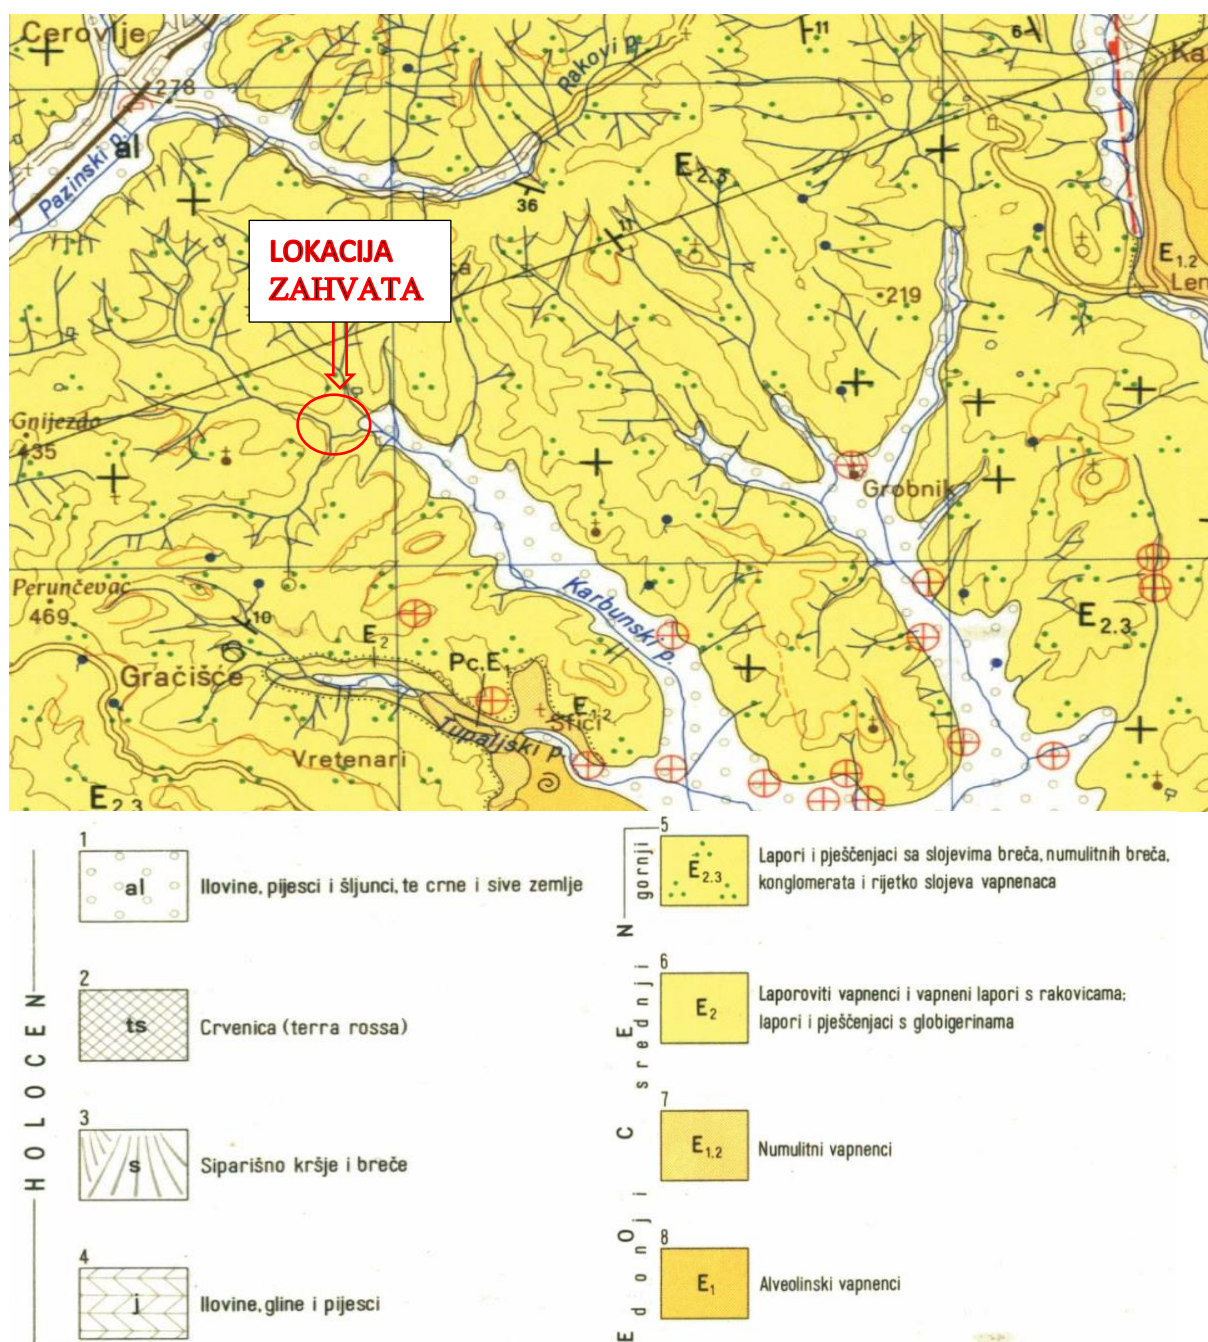 Cerovlje
11
6
Ka
Rakovi p.
278
al
Pazinski p.
E2.3
36
11
LOKACIJA
ZAHVATA
E1.2
Len
219
Gnijezdo
435
Grobnik
Perunčevac
469
10
E2
Karbunski p.
E2.3
Gračišće
Pc,E1
E1.2
Šfici
Tupaljski p.
Vretenari
E2.3
HOLOCEN
1
al
Ilovine, pijesci i šljunci, te crne i sive zemlje
2
ts
Crvenica (terra rossa)
3
s
Siparišno kršje i breče
4
j
Ilovine, gline i pijesci
E O C E N
gornji
srednji
donji
5
E2.3
Lapori i pješčenjaci sa slojevima breča, numulitnih breča,
konglomerata i rijetko slojeva vapnenaca
6
E2
Laporoviti vapnenci i vapneni lapori s rakovicama;
lapori i pješčenjaci s globigerinama
7
E1.2
Numulitni vapnenci
8
E1
Alveolinski vapnenci